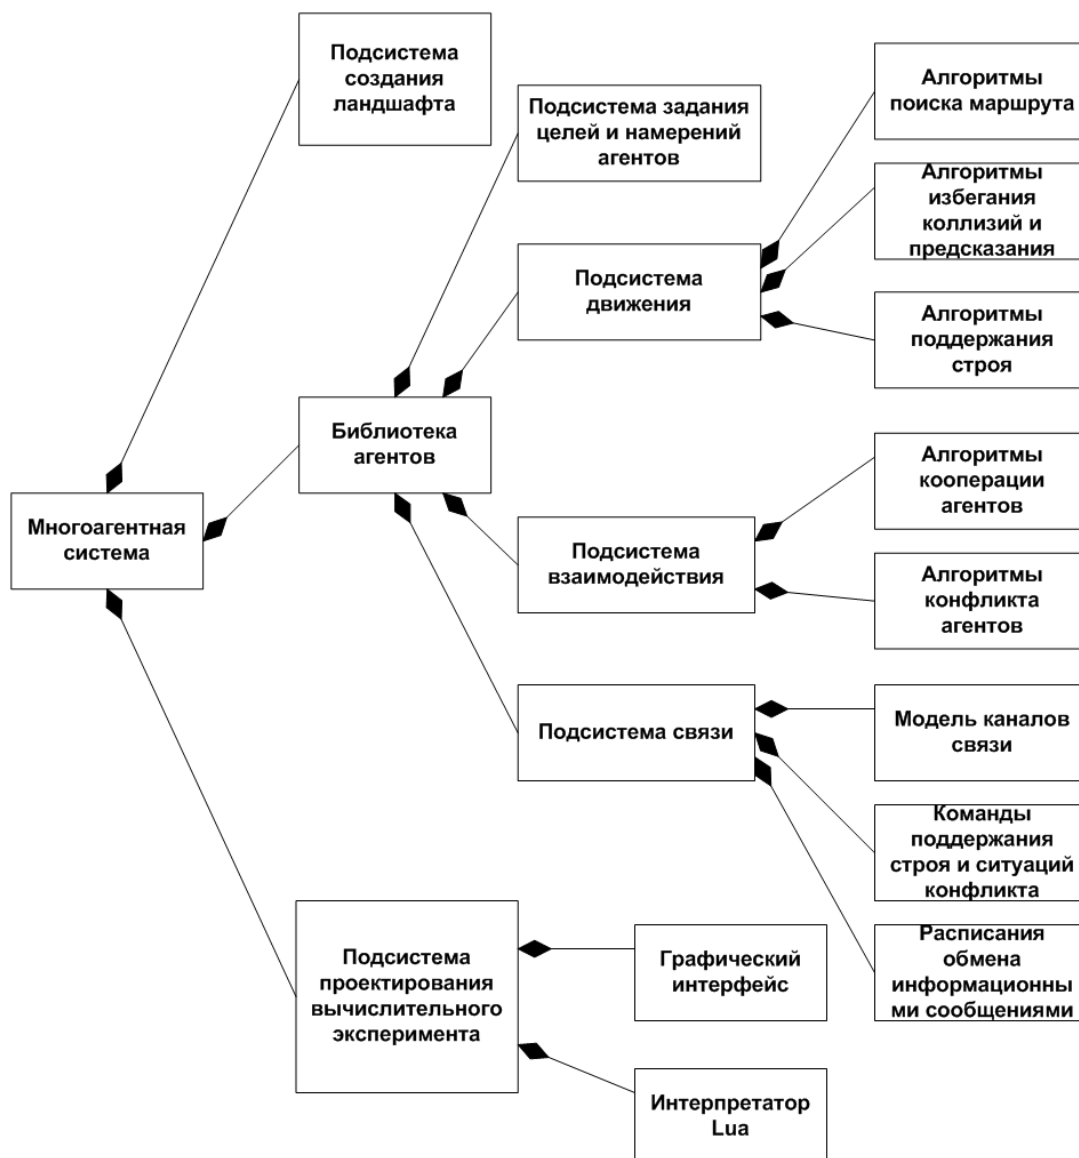 Подсистема
создания
ландшафта
Подсистема задания
целей и намерений
агентов
Алгоритмы
поиска маршрута
Алгоритмы
избегания
коллизий и
предсказания
Подсистема
движения
Алгоритмы
поддержания
строя
Библиотека
агентов
Алгоритмы
кооперации
агентов
Многоагентная
система
Подсистема
взаимодействия
Алгоритмы
конфликта
агентов
Подсистема связи
Модель каналов
связи
Команды
поддержания
строя и ситуаций
конфликта
Подсистема
проектирования
вычислительного
эксперимента
Графический
интерфейс
Расписания
обмена
информационны
ми сообщениями
Интерпретатор
Lua